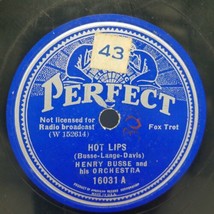 43
PERFECT
Not licensed for
Radio broadcast
(W 152614)
Fox Trot
HOT LIPS
(Busse-Lange-Davis)
HENRY BUSSE and
his ORCHESTRA
16031 A